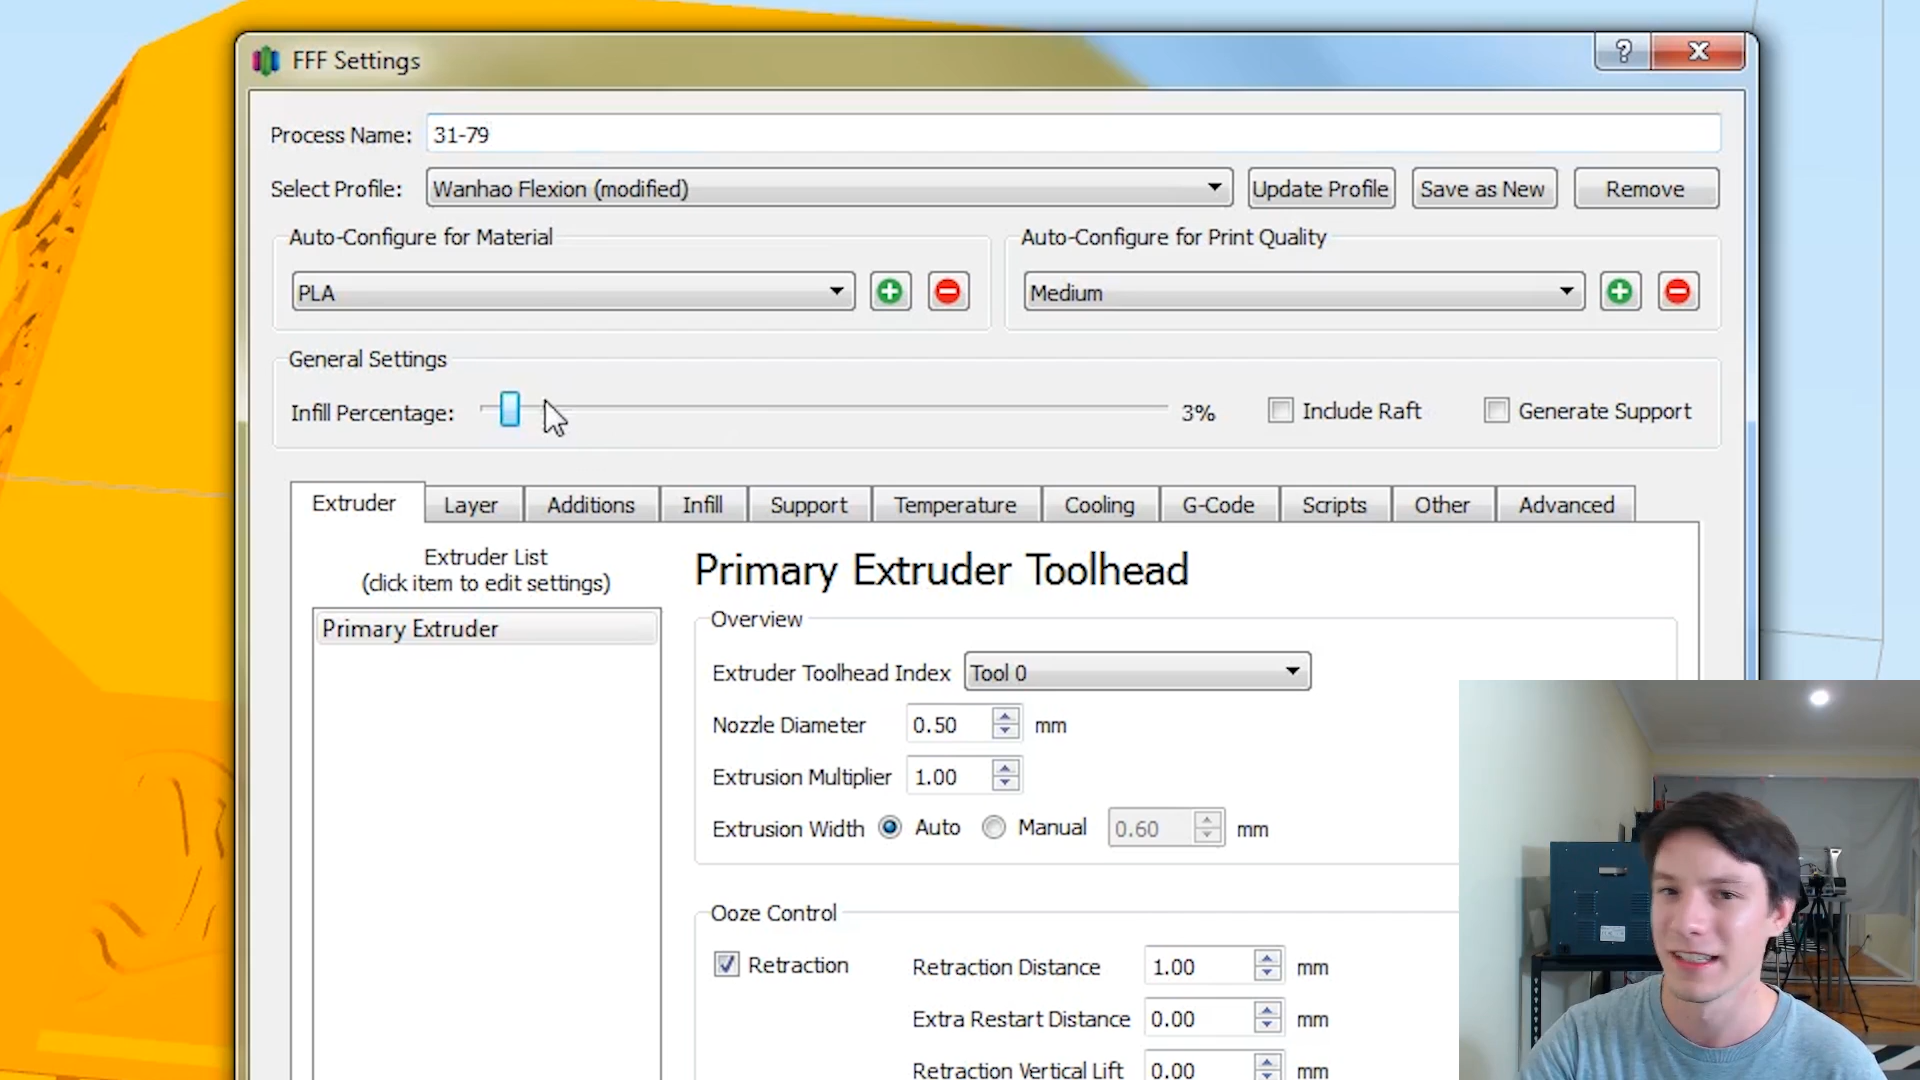 FFF Settings
?
Process Name: 31-79
Select Profile: Wanhao Flexion (modified) Update Profile Save as New Remove
Auto-Configure for Material Auto-Configure for Print Quality
PLA Medium
General Settings
Infill Percentage: 3% Include Raft Generate Support
Extruder Layer Additions Infill Support Temperature Cooling G-Code Scripts Other Advanced
Extruder List
(click item to edit settings)
Primary Extruder Toolhead
Primary Extruder
Overview
Extruder Toolhead Index Tool 0
Nozzle Diameter 0.50 mm
Extrusion Multiplier 1.00
Extrusion Width Auto Manual 0.60 mm
Ooze Control
Retraction Retraction Distance 1.00 mm
Extra Restart Distance 0.00 mm
Retraction Vertical Lift 0.00 mm